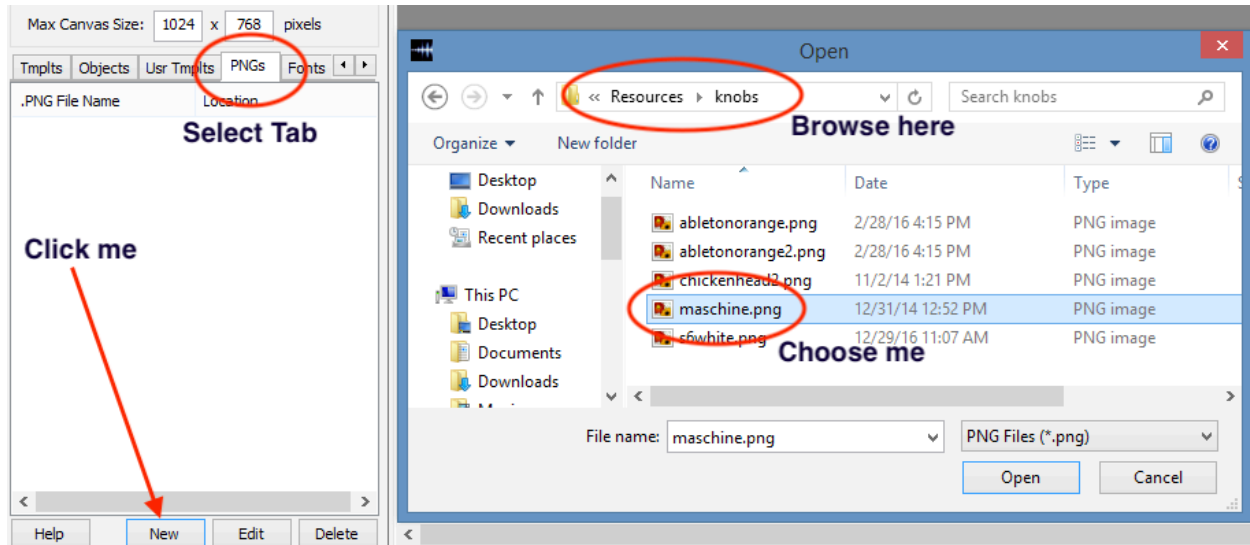 Max Canvas Size: 1024 x 768 pixels
Tmplts Objects Usr Tmplts PNGs Fonts
.PNG File Name Location
Select Tab
Click me
Help New Edit Delete
Open
« Resources knobs Search knobs
Browse here
Organize New folder
Desktop
Downloads
Recent places
This PC
Desktop
Documents
Downloads
Name Date Type
abletonorange.png 2/28/16 4:15 PM PNG image
abletonorange2.png 2/28/16 4:15 PM PNG image
chickenhead2.png 11/2/14 1:21 PM PNG image
maschine.png 12/31/14 12:52 PM PNG image
s6white.png 12/29/16 11:07 AM PNG image
Choose me
File name: maschine.png PNG Files (*.png)
Open Cancel